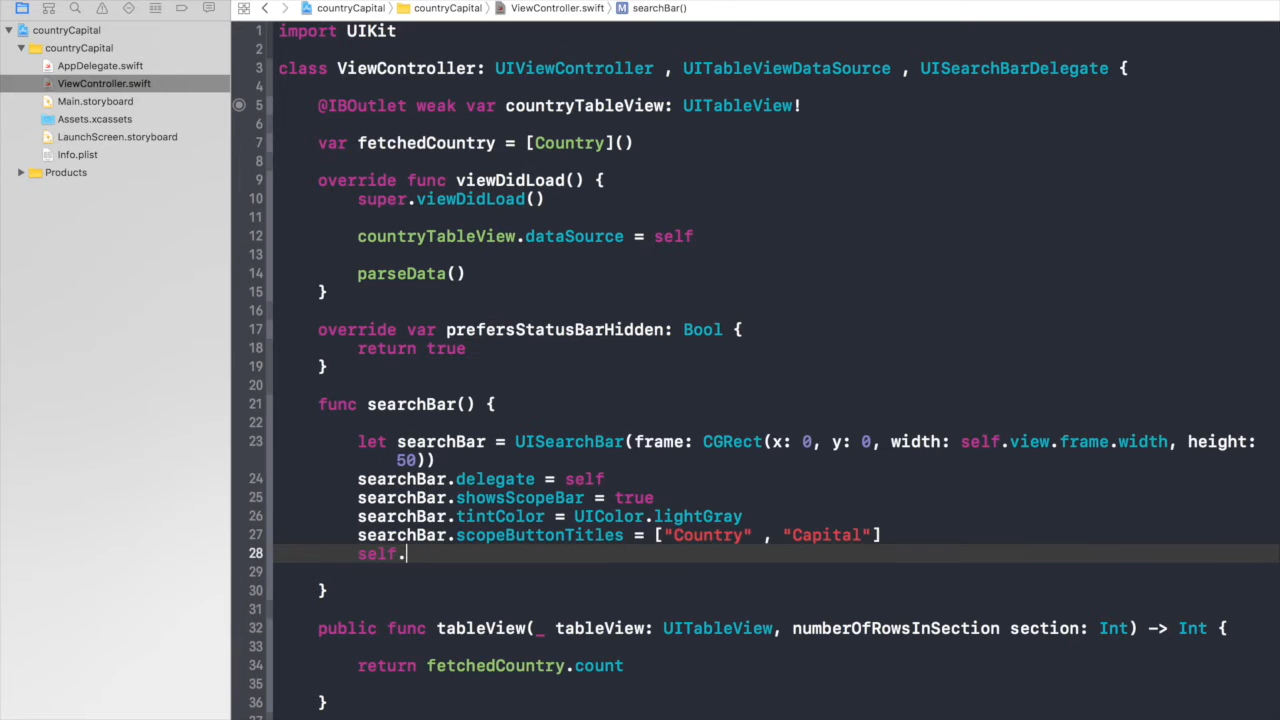 countryCapital
countryCapital
ViewController.swift
searchBar()
countryCapital
countryCapital
AppDelegate.swift
ViewController.swift
Main.storyboard
Assets.xcassets
LaunchScreen.storyboard
Info.plist
Products
1 import UIKit
2
3 class ViewController: UIViewController , UITableViewDataSource , UISearchBarDelegate {
4
5 @IBOutlet weak var countryTableView: UITableView!
6
7 var fetchedCountry = [Country]()
8
9 override func viewDidLoad() {
10 super.viewDidLoad()
11
12 countryTableView.dataSource = self
13
14 parseData()
15 }
16
17 override var prefersStatusBarHidden: Bool {
18 return true
19 }
20
21 func searchBar() {
22
23 let searchBar = UISearchBar(frame: CGRect(x: 0, y: 0, width: self.view.frame.width, height:
50))
24 searchBar.delegate = self
25 searchBar.showsScopeBar = true
26 searchBar.tintColor = UIColor.lightGray
27 searchBar.scopeButtonTitles = ["Country" , "Capital"]
28 self.
29
30 }
31
32 public func tableView(_ tableView: UITableView, numberOfRowsInSection section: Int) -> Int {
33
34 return fetchedCountry.count
35
36 }
37